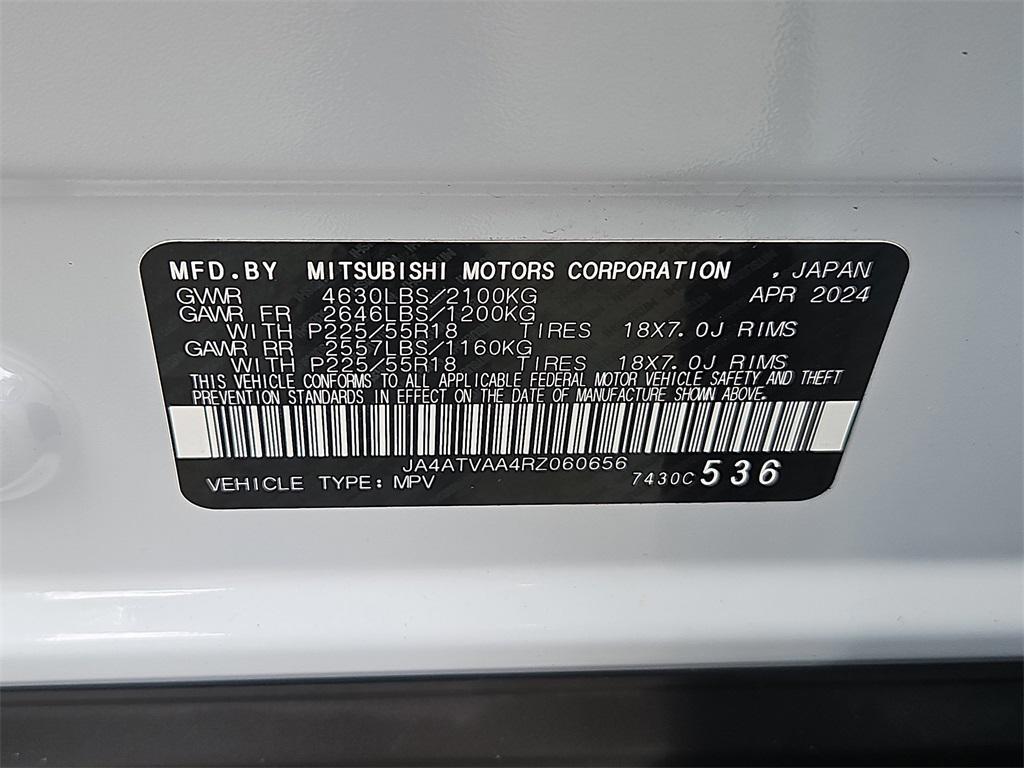 MFD.BY MITSUBISHI MOTORS CORPORATION , JAPAN
GVWR 4630LBS/2100KG APR 2024
GAWR FR 2646LBS/1200KG
WITH P225/55R18 TIRES 18X7.0J RIMS
GAWR RR 2557LBS/1160KG
WITH P225/55R18 TIRES 18X7.0J RIMS
THIS VEHICLE CONFORMS TO ALL APPLICABLE FEDERAL MOTOR VEHICLE SAFETY AND THEFT
PREVENTION STANDARDS IN EFFECT ON THE DATE OF MANUFACTURE SHOWN ABOVE.
JA4ATVAA4RZ060656
VEHICLE TYPE: MPV 7430C 536